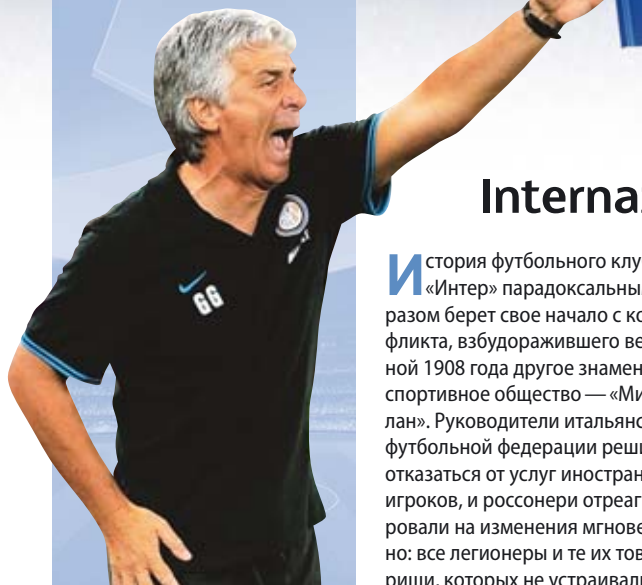 GG
Interna
История футбольного клу
«Интер» парадоксальны
разом берет свое начало с ко
фликта, взбудоражившего ве
ной 1908 года другое знамен
спортивное общество — «Ми
лан». Руководители итальянс
футбольной федерации реши
отказаться от услуг иностран
игроков, и россонери отреаг
ровали на изменения мгнове
но: все легионеры и те их тов
рищи, которых не устраивал